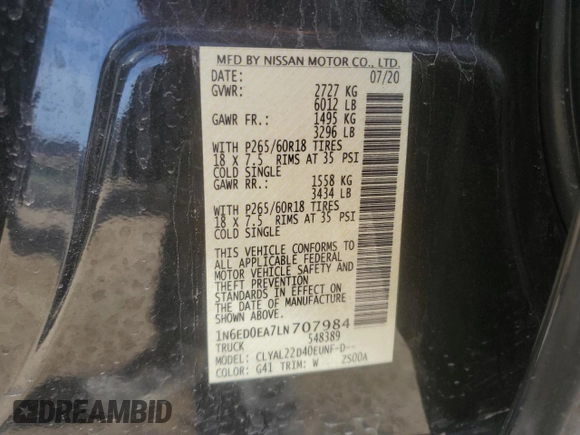 MFD BY NISSAN MOTOR CO., LTD.
DATE: 07/20
GVWR: 2727 KG
6012 LB
GAWR FR.: 1495 KG
3296 LB
WITH P265/60R18 TIRES
18 X 7.5 RIMS AT 35 PSI
COLD SINGLE
GAWR RR.: 1558 KG
3434 LB
WITH P265/60R18 TIRES
18 X 7.5 RIMS AT 35 PSI
COLD SINGLE
THIS VEHICLE CONFORMS TO
ALL APPLICABLE FEDERAL
MOTOR VEHICLE SAFETY AND
THEFT PREVENTION
STANDARDS IN EFFECT ON
THE DATE OF MANUFACTURE
SHOWN ABOVE.
1N6ED0EA7LN707984
TRUCK 548389
MODEL: CLYAL22D40EUNF-D--
COLOR: G41 TRIM: W 2S00A
DREAMBID